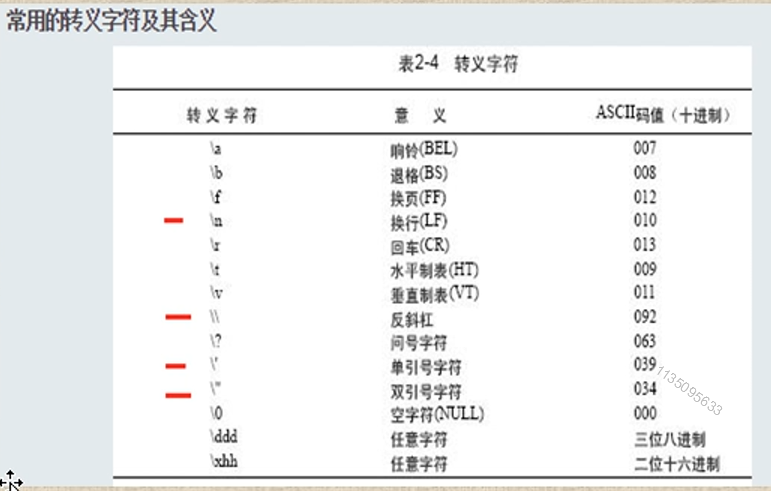 常用的转义字符及其含义
表2-4 转义字符
转义字符 意 义 ASCII码值（十进制）
\a 响铃(BEL) 007
\b 退格(BS) 008
\f 换页(FF) 012
\n 换行(LF) 010
\r 回车(CR) 013
\t 水平制表(HT) 009
\v 垂直制表(VT) 011
\\ 反斜杠 092
\? 问号字符 063
\' 单引号字符 039
\" 双引号字符 034
\0 空字符(NULL) 000
\ddd 任意字符 三位八进制
\xhh 任意字符 二位十六进制
1135095633